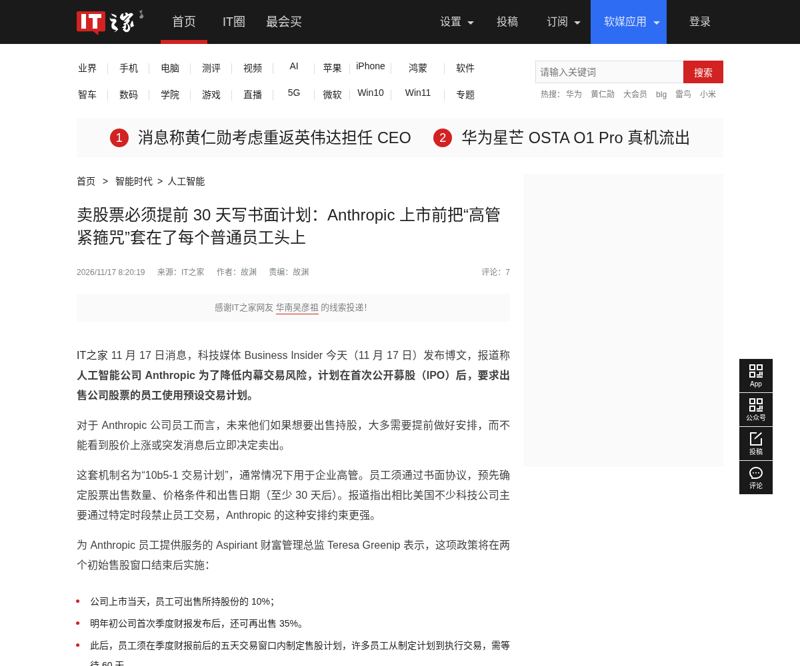 IT之家
首页 IT圈 最会买 设置 投稿 订阅 软媒应用 登录
业界 手机 电脑 测评 视频 AI 苹果 iPhone 鸿蒙 软件
请输入关键词 搜索
智车 数码 学院 游戏 直播 5G 微软 Win10 Win11 专题
热搜: 华为 黄仁勋 大会员 blg 雷鸟 小米
1 消息称黄仁勋考虑重返英伟达担任 CEO 2 华为星芒 OSTA O1 Pro 真机流出
首页 > 智能时代 > 人工智能
卖股票必须提前 30 天写书面计划：Anthropic 上市前把“高管
紧箍咒”套在了每个普通员工头上
2026/11/17 8:20:19 来源：IT之家 作者：故渊 责编：故渊 评论：7
感谢IT之家网友 华南吴彦祖 的线索投递！
IT之家 11 月 17 日消息，科技媒体 Business Insider 今天（11 月 17 日）发布博文，报道称
人工智能公司 Anthropic 为了降低内幕交易风险，计划在首次公开募股（IPO）后，要求出
售公司股票的员工使用预设交易计划。
对于 Anthropic 公司员工而言，未来他们如果想要出售持股，大多需要提前做好安排，而不
能看到股价上涨或突发消息后立即决定卖出。
这套机制名为“10b5-1 交易计划”，通常情况下用于企业高管。员工须通过书面协议，预先确
定股票出售数量、价格条件和出售日期（至少 30 天后）。报道指出相比美国不少科技公司主
要通过特定时段禁止员工交易，Anthropic 的这种安排约束更强。
为 Anthropic 员工提供服务的 Aspiriant 财富管理总监 Teresa Greenip 表示，这项政策将在两
个初始售股窗口结束后实施：
公司上市当天，员工可出售所持股份的 10%；
明年初公司首次季度财报发布后，还可再出售 35%。
此后，员工须在季度财报前后的五天交易窗口内制定售股计划，许多员工从制定计划到执行交易，需等
待 60 天
App
公众号
投稿
评论